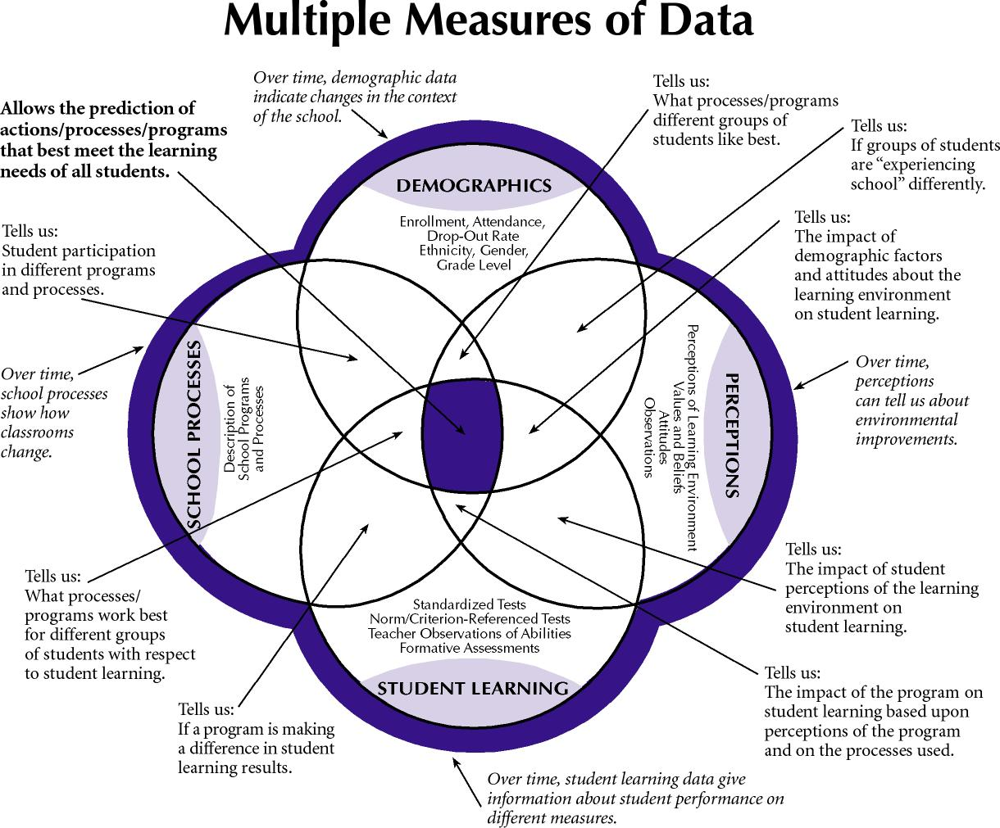 Multiple Measures of Data
Over time, demographic data
indicate changes in the context
of the school.
Tells us:
What processes/programs
different groups of
students like best.
Allows the prediction of
actions/processes/programs
that best meet the learning
needs of all students.
Tells us:
If groups of students
are “experiencing
school” differently.
DEMOGRAPHICS
Enrollment, Attendance,
Drop-Out Rate
Ethnicity, Gender,
Grade Level
Tells us:
Student participation
in different programs
and processes.
Tells us:
The impact of
demographic factors
and attitudes about the
learning environment
on student learning.
Over time,
school processes
show how
classrooms
change.
SCHOOL PROCESSES
Description of
School Programs
and Processes
Perceptions of Learning Environment
Values and Beliefs
Attitudes
Observations
PERCEPTIONS
Over time,
perceptions
can tell us about
environmental
improvements.
Tells us:
What processes/
programs work best
for different groups
of students with respect
to student learning.
Tells us:
The impact of student
perceptions of the learning
environment on
student learning.
Standardized Tests
Norm/Criterion-Referenced Tests
Teacher Observations of Abilities
Formative Assessments
STUDENT LEARNING
Tells us:
If a program is making
a difference in student
learning results.
Tells us:
The impact of the program on
student learning based upon
perceptions of the program
and on the processes used.
Over time, student learning data give
information about student performance on
different measures.